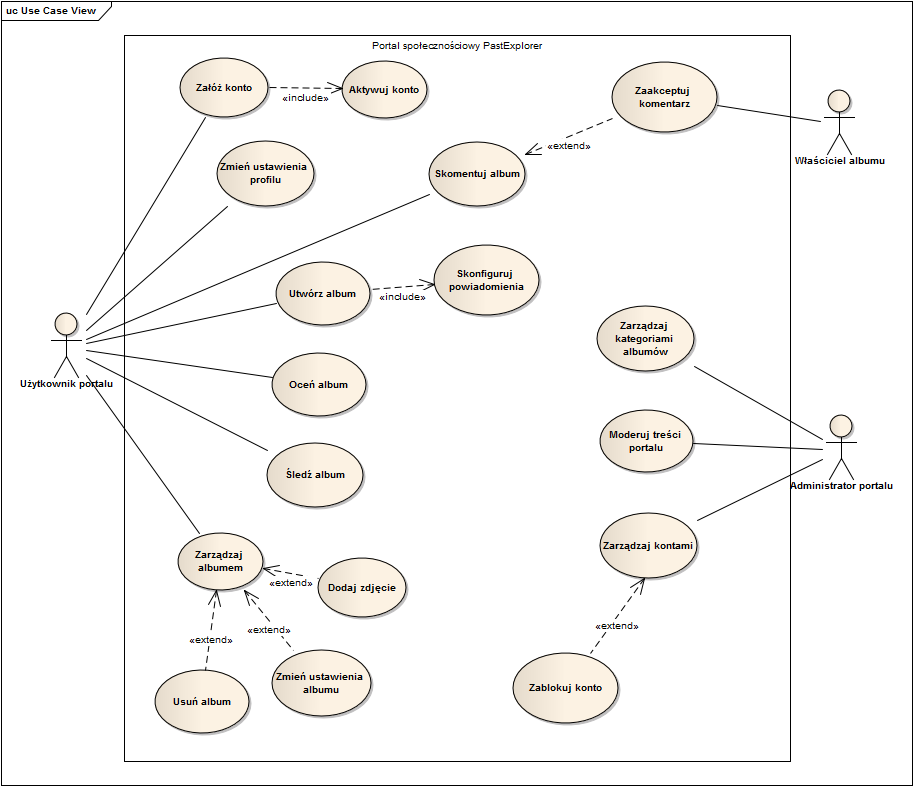 uc Use Case View
Portal społecznościowy PastExplorer
Załóż konto
«include»
Aktywuj konto
Zaakceptuj
komentarz
«extend»
Właściciel albumu
Zmień ustawienia
profilu
Skomentuj album
Utwórz album
«include»
Skonfiguruj
powiadomienia
Zarządzaj
kategoriami
albumów
Użytkownik portalu
Oceń album
Moderuj treści
portalu
Administrator portalu
Śledź album
Zarządzaj
albumem
«extend»
Dodaj zdjęcie
Zarządzaj kontami
«extend»
«extend»
«extend»
Usuń album
Zmień ustawienia
albumu
Zablokuj konto